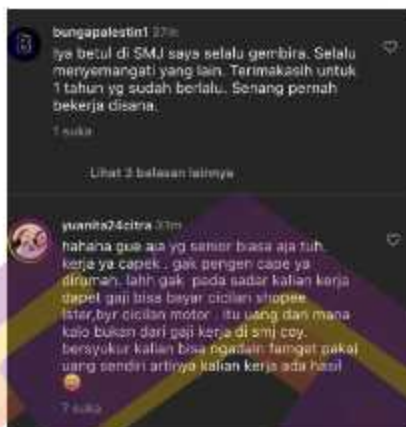 bungapalestin1 37m
Iya betul di SMJ saya selalu gembira. Selalu
menyemangati yang lain. Terimakasih untuk
1 tahun yg sudah berlalu. Senang pernah
bekerja disana.
1 suka
Lihat 3 balasan lainnya
yuanita24citra 37m
hahaha gue aja yg senior biasa aja tuh.
kerja ya capek . gak pengen cape ya
dirumah. lahh gak pada sadar kalian kerja
dapet gaji bisa bayar cicilan shopee
later,byr cicilan motor . itu uang dari mana
kalo bukan dari gaji kerja di smj coy.
bersyukur kalian bisa ngadain famget pakai
uang sendiri artinya kalian kerja ada hasil
😄
7 suka